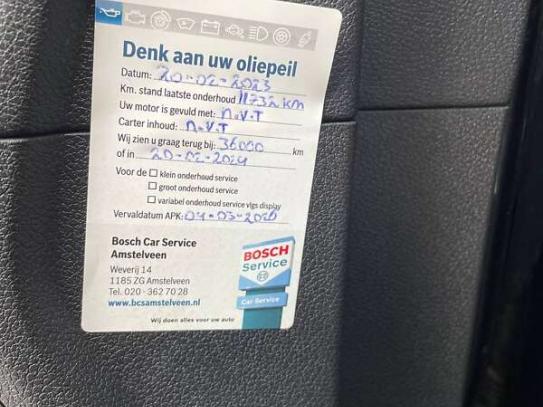 Denk aan uw oliepeil
Datum: 20-02-2023
Km. stand laatste onderhoud 11732 km
Uw motor is gevuld met: n.v.T
Carter inhoud: n.v.T
Wij zien u graag terug bij: 36000 km
of in 20-02-2024
Voor de ☐ klein onderhoud service
☐ groot onderhoud service
☐ variabel onderhoud service vlgs display
Vervaldatum APK: 04-03-2026
Bosch Car Service
Amstelveen
Weverij 14
1185 ZG Amstelveen
Tel. 020 - 362 70 28
www.bcsamstelveen.nl
BOSCH
Service
Car Service
Wij doen alles voor uw auto